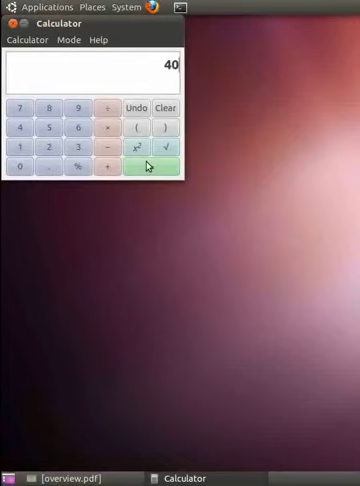 Applications Places System
Calculator
Calculator Mode Help
40
7 8 9 ÷ Undo Clear
4 5 6 × ( )
1 2 3 − x² √
0 . % +
[overview.pdf] Calculator